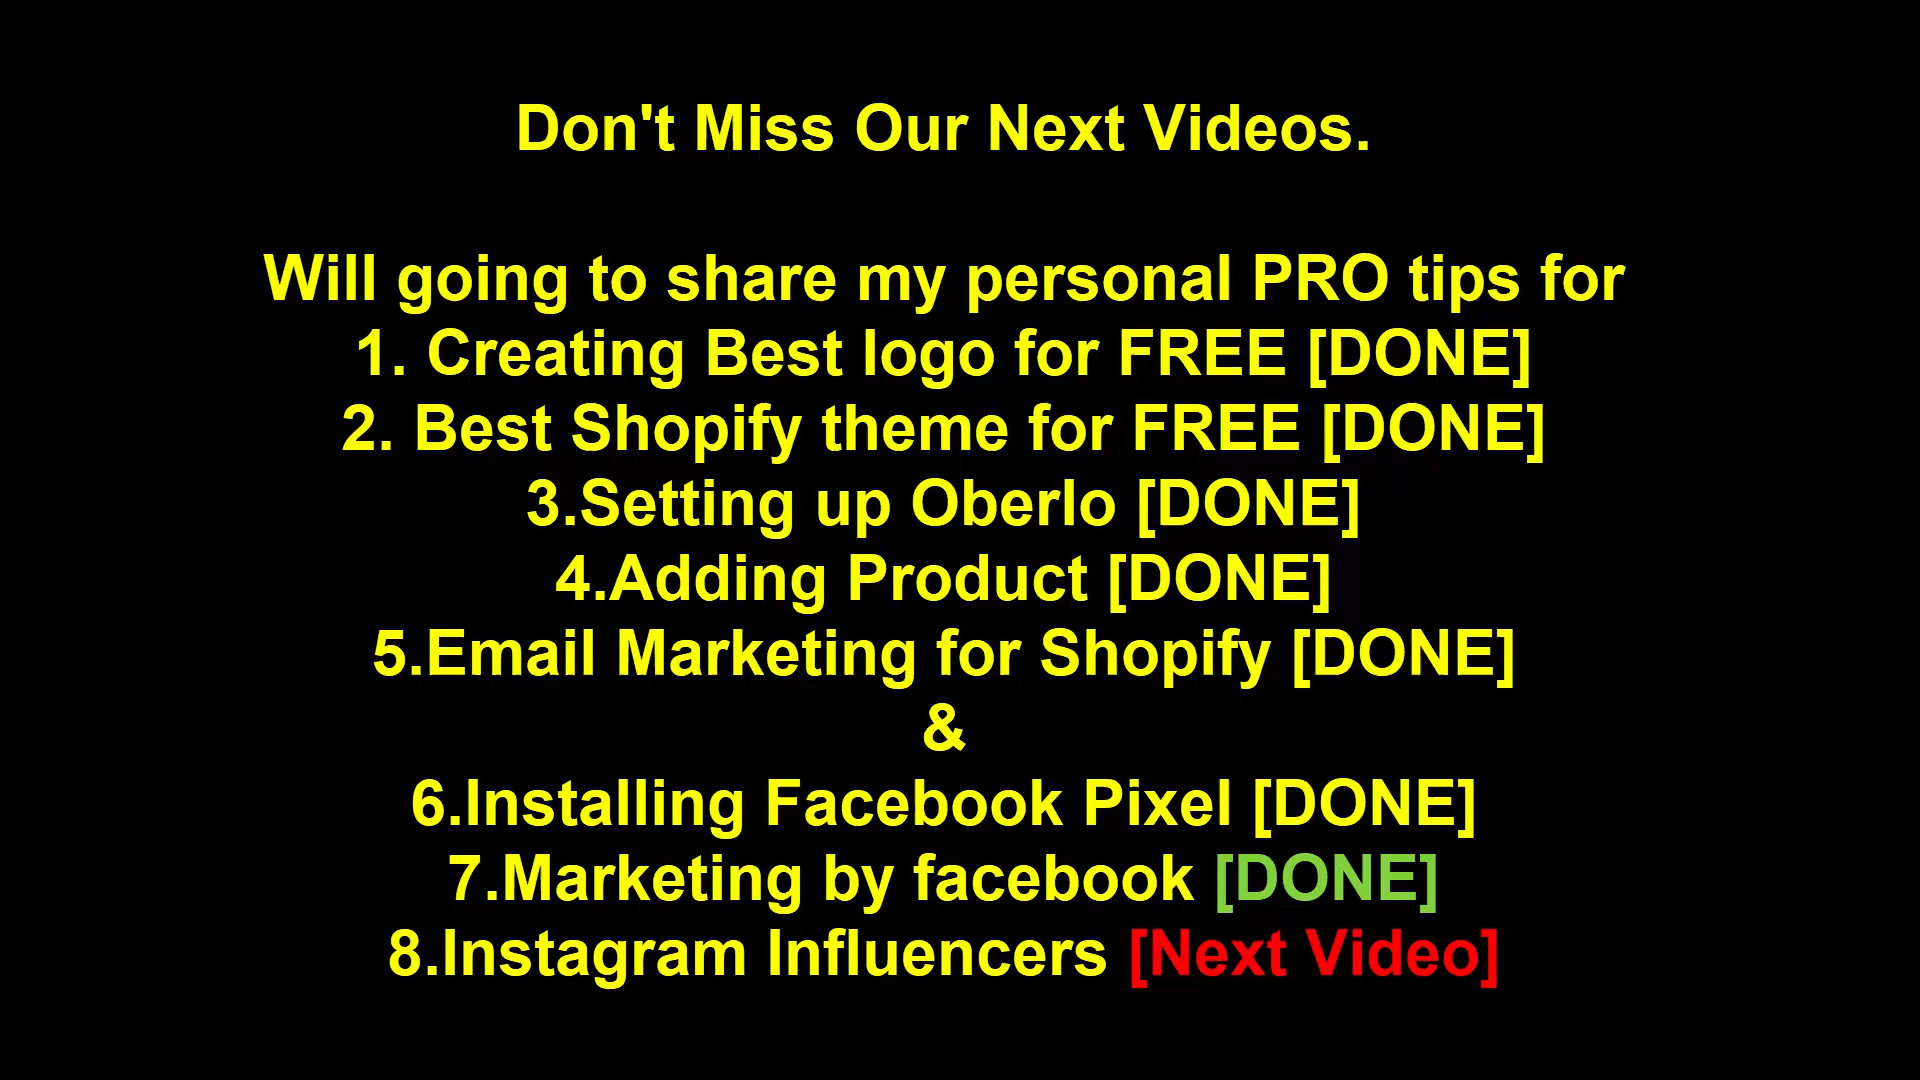 Don't Miss Our Next Videos.
Will going to share my personal PRO tips for
1. Creating Best logo for FREE [DONE]
2. Best Shopify theme for FREE [DONE]
3.Setting up Oberlo [DONE]
4.Adding Product [DONE]
5.Email Marketing for Shopify [DONE]
&
6.Installing Facebook Pixel [DONE]
7.Marketing by facebook [DONE]
8.Instagram Influencers [Next Video]